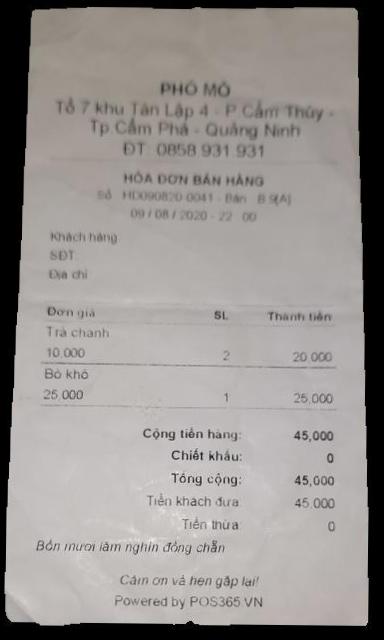 PHỐ MỎ
Tổ 7 khu Tân Lập 4 - P Cẩm Thủy -
Tp.Cẩm Phả - Quảng Ninh
ĐT: 0858 931 931
HÓA ĐƠN BÁN HÀNG
Số HD090820-0041 - Bàn B.9[A]
09 / 08 / 2020 - 22 00
Khách hàng
SĐT
Địa chỉ
Đơn giá SL Thành tiền
Trà chanh
10,000 2 20,000
Bò khô
25,000 1 25,000
Cộng tiền hàng: 45,000
Chiết khấu: 0
Tổng cộng: 45,000
Tiền khách đưa: 45,000
Tiền thừa: 0
Bốn mươi lăm nghìn đồng chẵn
Cảm ơn và hẹn gặp lại!
Powered by POS365.VN